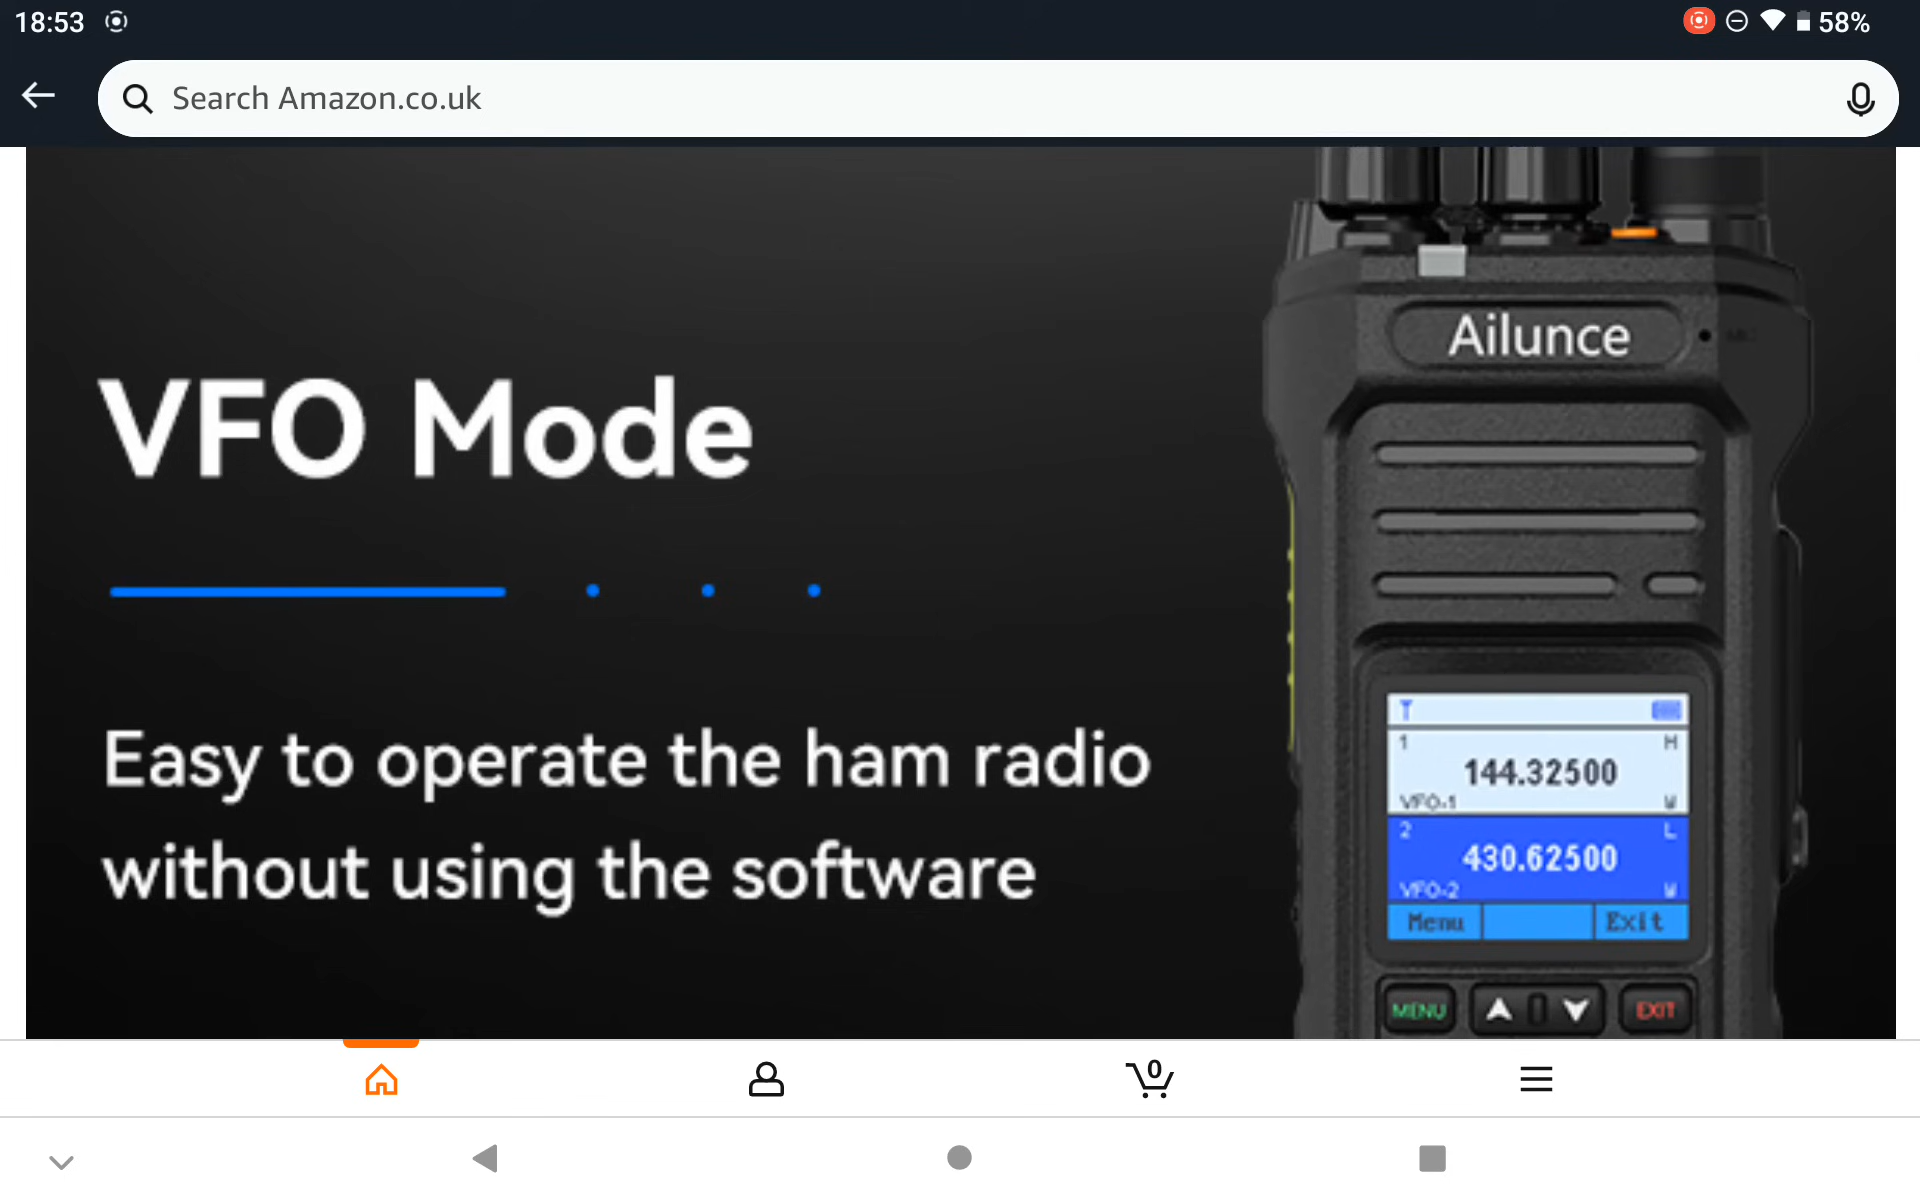 18:53
58%
Search Amazon.co.uk
Ailunce
VFO Mode
Easy to operate the ham radio
without using the software
1 H
144.32500
VFO-1 W
2 L
430.62500
VFO-2 W
Menu Exit
MENU EXIT
0